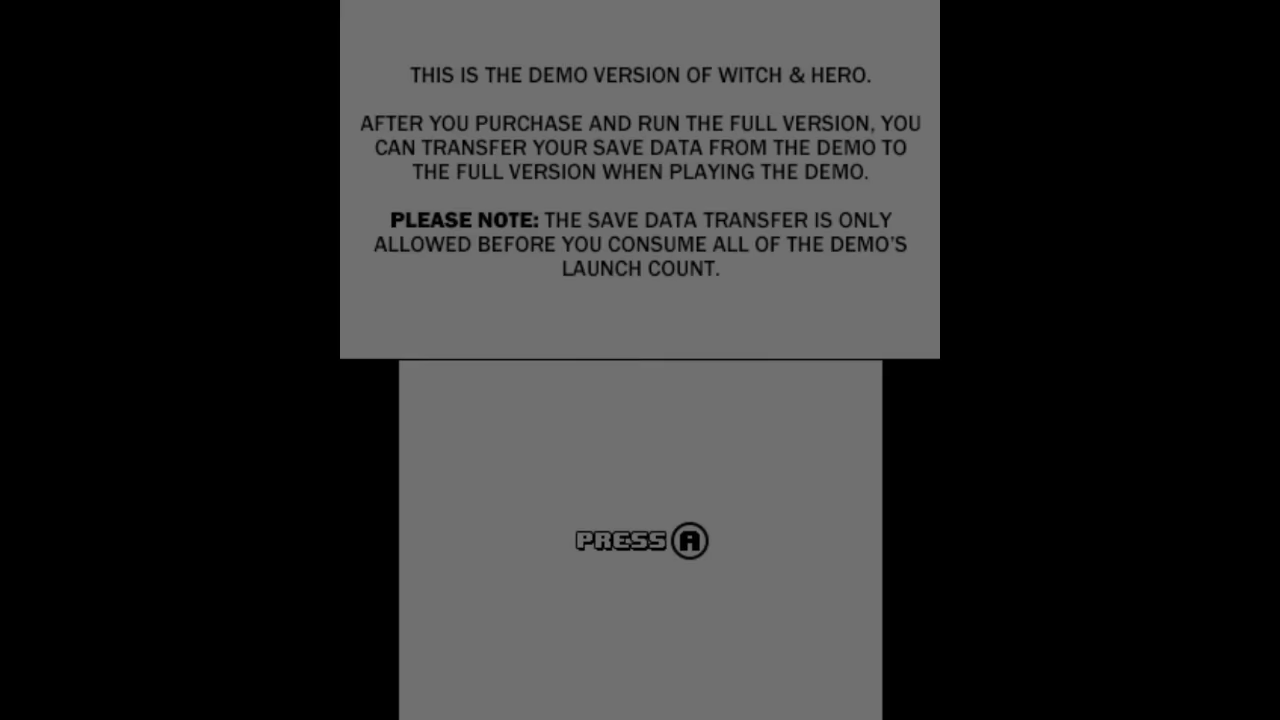 THIS IS THE DEMO VERSION OF WITCH & HERO.
AFTER YOU PURCHASE AND RUN THE FULL VERSION, YOU
CAN TRANSFER YOUR SAVE DATA FROM THE DEMO TO
THE FULL VERSION WHEN PLAYING THE DEMO.
PLEASE NOTE: THE SAVE DATA TRANSFER IS ONLY
ALLOWED BEFORE YOU CONSUME ALL OF THE DEMO'S
LAUNCH COUNT.
PRESS A